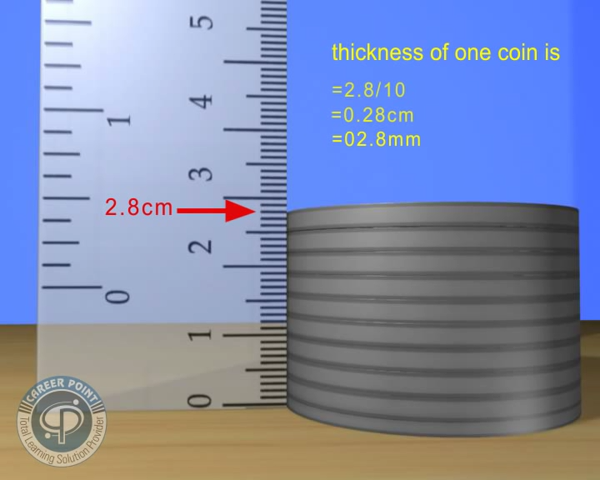 thickness of one coin is
=2.8/10
=0.28cm
=02.8mm
2.8cm
5
4
3
2
1
0
1
0
CAREER POINT
CP
Total Learning Solution Provider